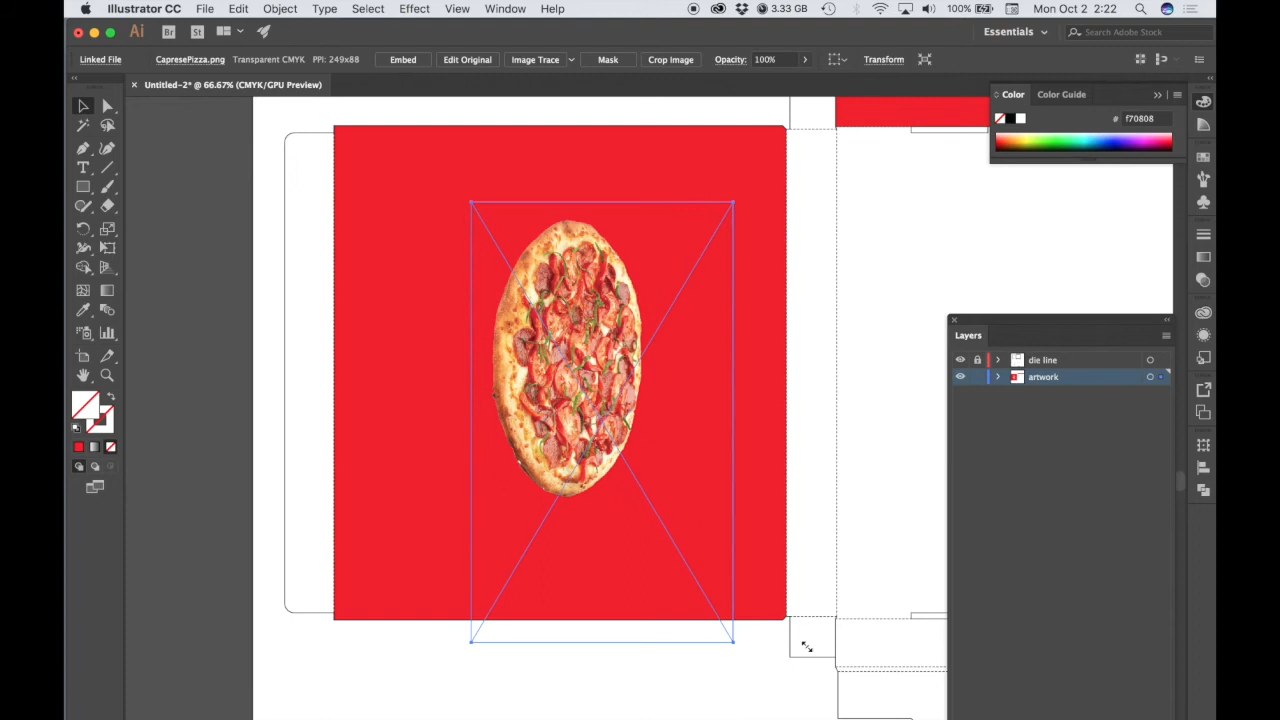 Illustrator CC File Edit Object Type Select Effect View Window Help 3.33 GB 100% Mon Oct 2 2:22
Ai Br St Essentials Search Adobe Stock
Linked File CapresePizza.png Transparent CMYK PPI: 249x88 Embed Edit Original Image Trace Mask Crop Image Opacity: 100% Transform
Untitled-2* @ 66.67% (CMYK/GPU Preview)
Color Color Guide
# f70808
Layers
die line
artwork